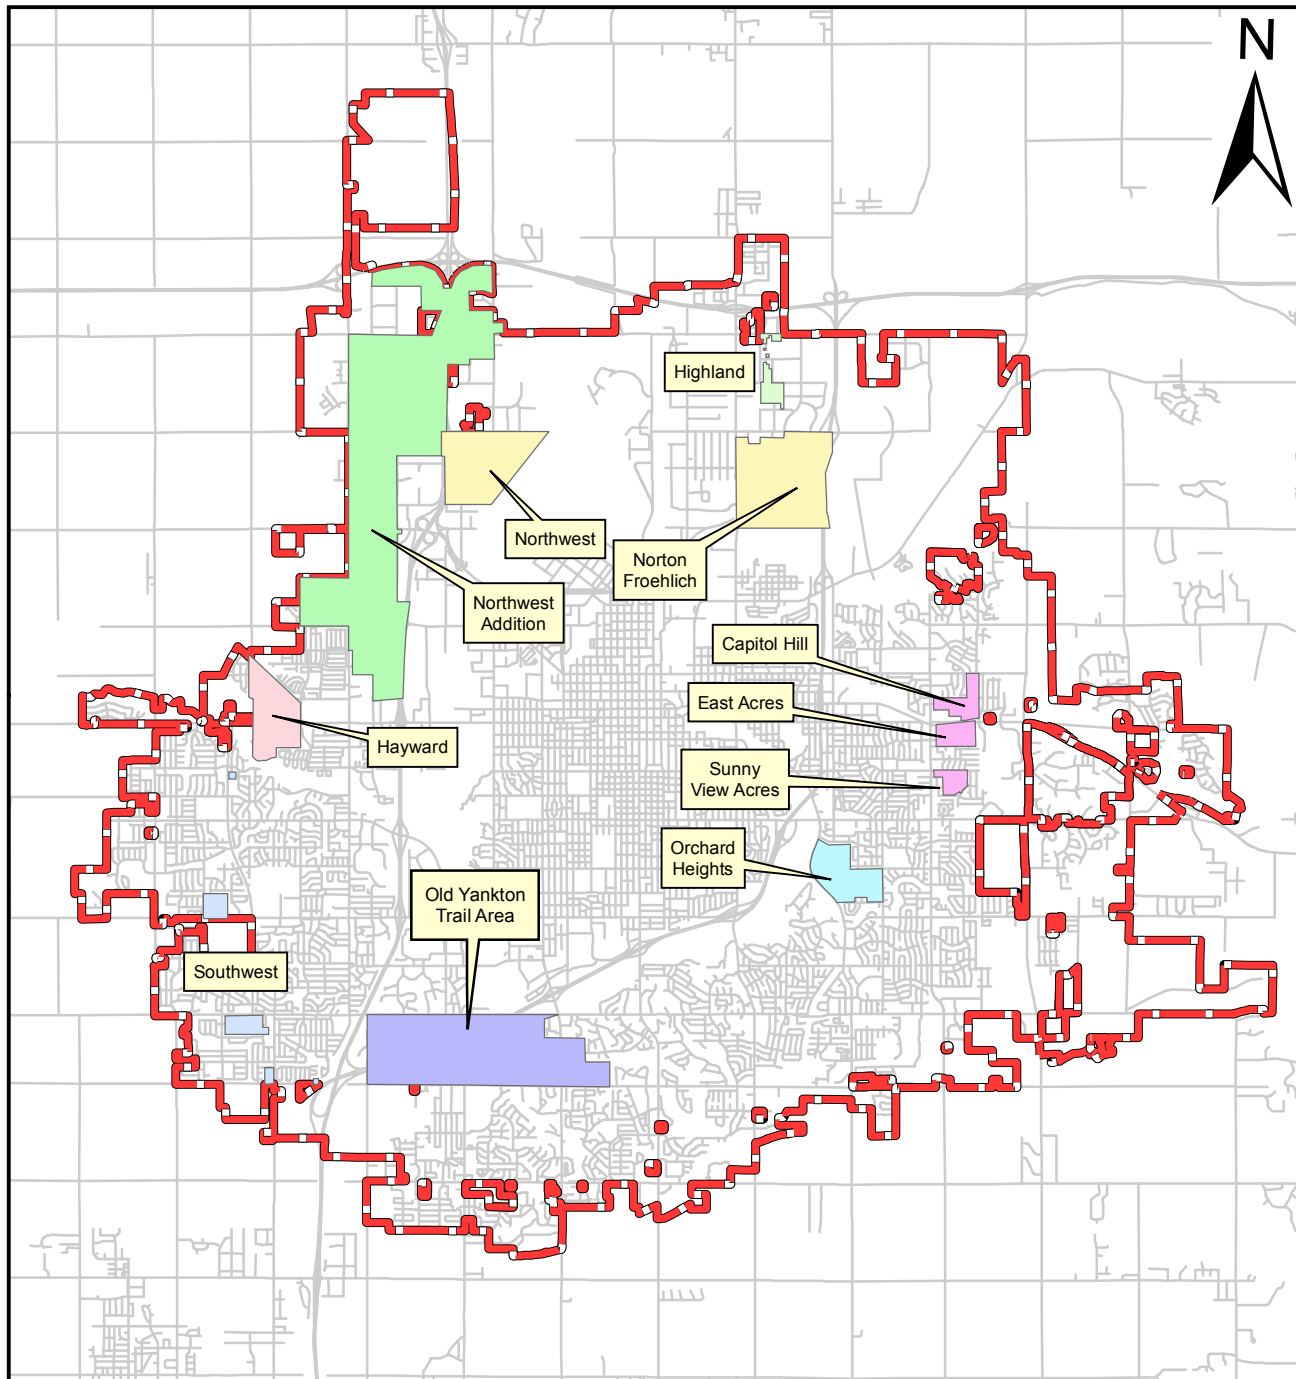 N
Highland
Northwest
Norton
Froehlich
Northwest
Addition
Capitol Hill
East Acres
Hayward
Sunny
View Acres
Orchard
Heights
Old Yankton
Trail Area
Southwest